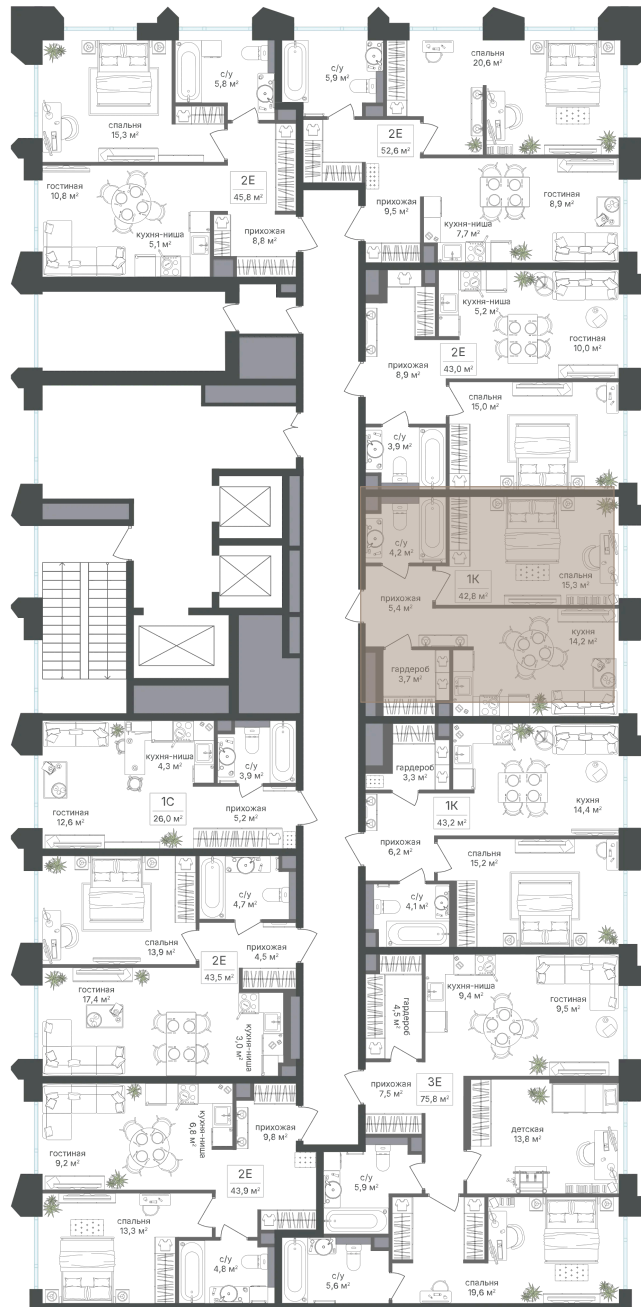 спальня
15,3 м²
с/у
5,8 м²
гостиная
10,8 м²
кухня-ниша
5,1 м²
2Е
45,8 м²
прихожая
8,8 м²
с/у
5,9 м²
спальня
20,6 м²
2Е
52,6 м²
прихожая
9,5 м²
кухня-ниша
7,7 м²
гостиная
8,9 м²
кухня-ниша
5,2 м²
гостиная
10,0 м²
2Е
43,0 м²
прихожая
8,9 м²
спальня
15,0 м²
с/у
3,9 м²
с/у
4,2 м²
1К
42,8 м²
спальня
15,3 м²
прихожая
5,4 м²
кухня
14,2 м²
гардероб
3,7 м²
кухня-ниша
4,3 м²
с/у
3,9 м²
1С
26,0 м²
гостиная
12,6 м²
прихожая
5,2 м²
гардероб
3,3 м²
1К
43,2 м²
кухня
14,4 м²
прихожая
6,2 м²
спальня
15,2 м²
с/у
4,1 м²
с/у
4,7 м²
спальня
13,9 м²
прихожая
4,5 м²
2Е
43,5 м²
гостиная
17,4 м²
кухня-ниша
3,0 м²
гардероб
4,5 м²
кухня-ниша
9,4 м²
гостиная
9,5 м²
прихожая
7,5 м²
3Е
75,8 м²
детская
13,8 м²
кухня-ниша
6,8 м²
гостиная
9,2 м²
прихожая
9,8 м²
2Е
43,9 м²
с/у
5,9 м²
спальня
13,3 м²
с/у
4,8 м²
с/у
5,6 м²
спальня
19,6 м²